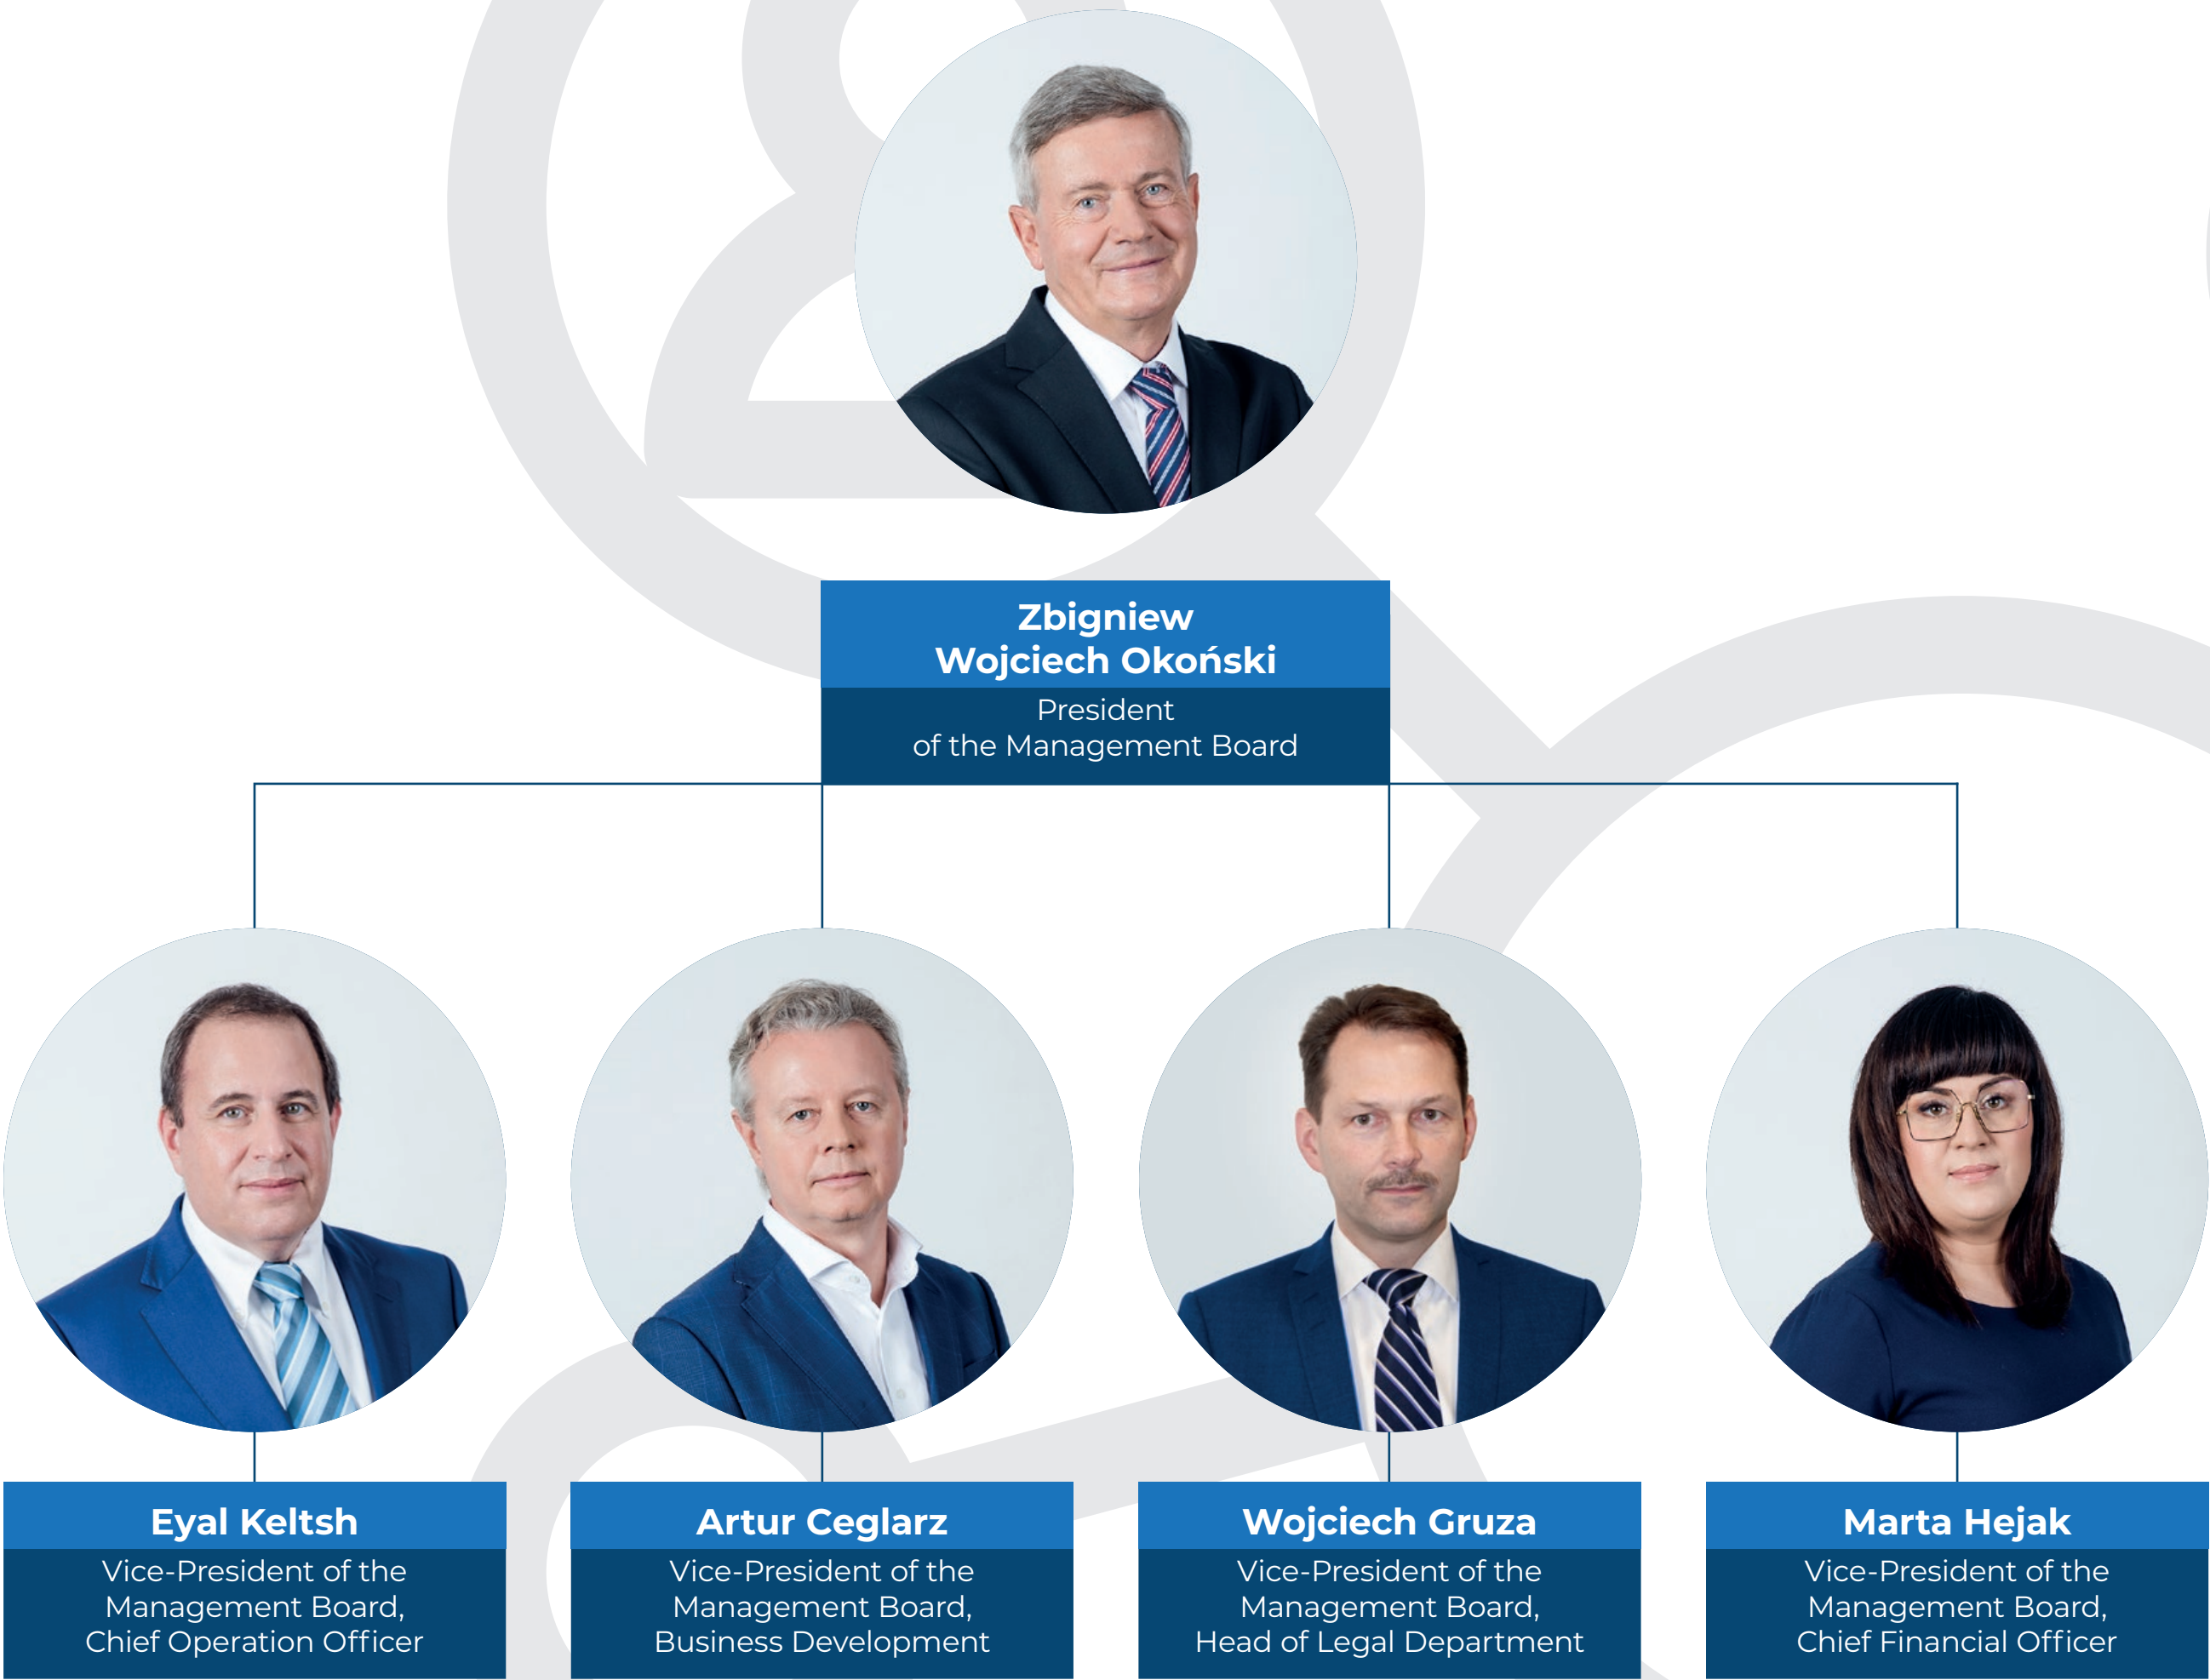 Zbigniew
Wojciech Okoński
President
of the Management Board
Eyal Keltsh
Vice-President of the
Management Board,
Chief Operation Officer
Artur Ceglarz
Vice-President of the
Management Board,
Business Development
Wojciech Gruza
Vice-President of the
Management Board,
Head of Legal Department
Marta Hejak
Vice-President of the
Management Board,
Chief Financial Officer